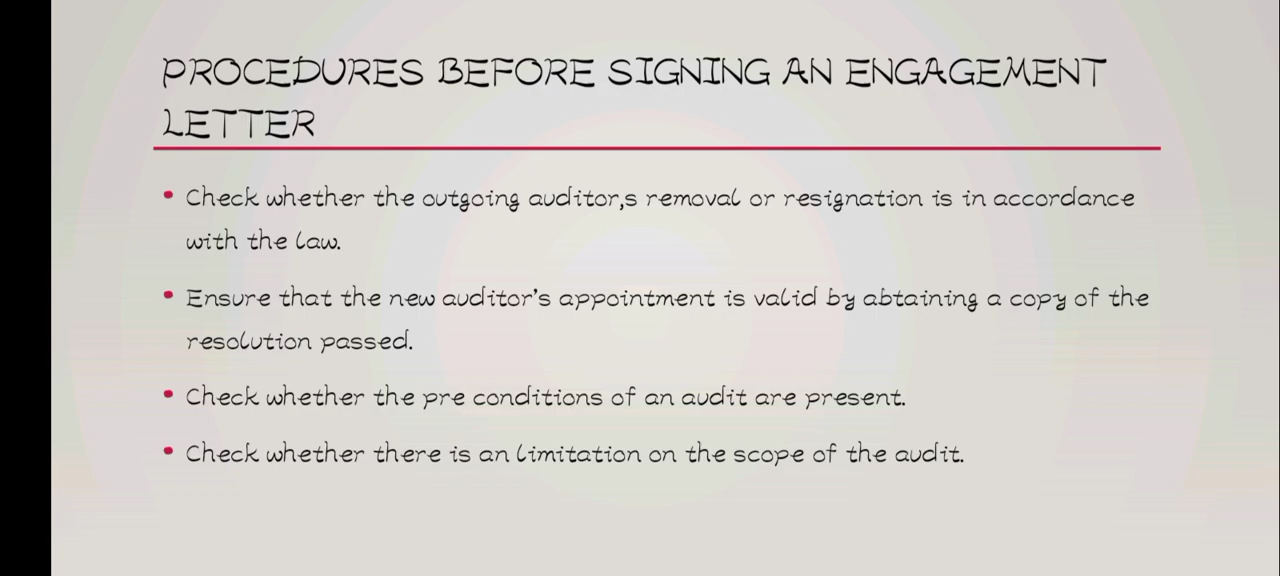 PROCEDURES BEFORE SIGNING AN ENGAGEMENT
LETTER
• Check whether the outgoing auditor,s removal or resignation is in accordance
with the law.
• Ensure that the new auditor's appointment is valid by abtaining a copy of the
resolution passed.
• Check whether the pre conditions of an audit are present.
• Check whether there is an limitation on the scope of the audit.